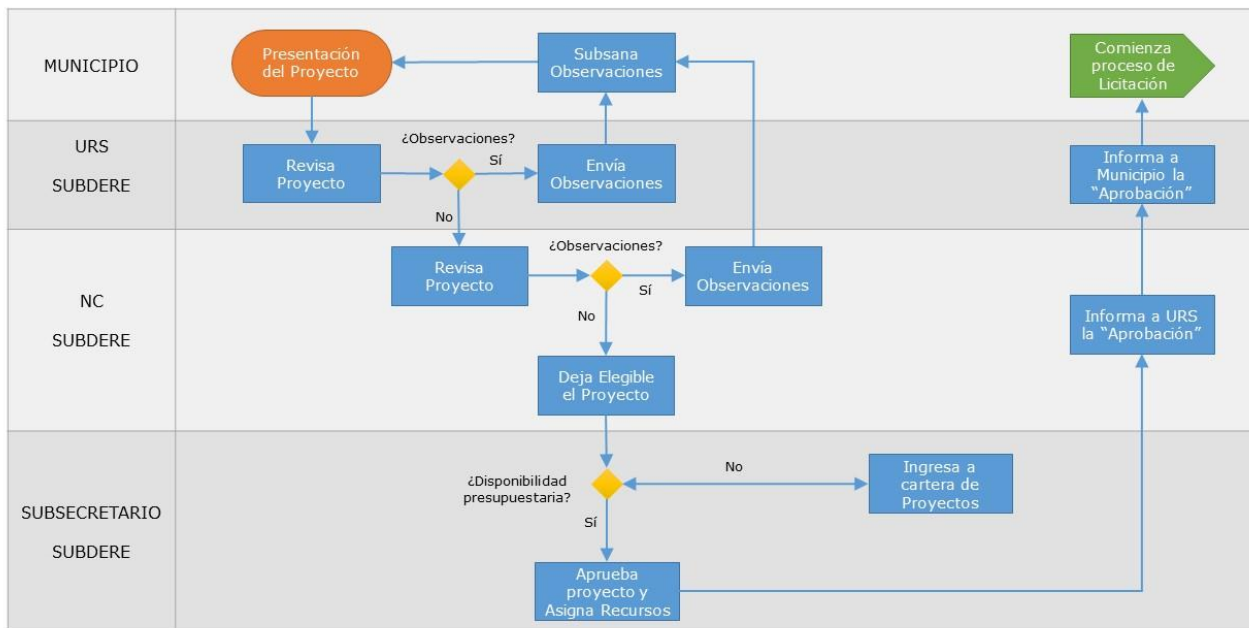 MUNICIPIO
Presentación
del Proyecto
Subsana
Observaciones
Comienza
proceso de
Licitación
URS
SUBDERE
Revisa
Proyecto
¿Observaciones?
Sí
No
Envía
Observaciones
Informa a
Municipio la
“Aprobación”
NC
SUBDERE
Revisa
Proyecto
¿Observaciones?
Sí
No
Envía
Observaciones
Informa a URS
la “Aprobación”
Deja Elegible
el Proyecto
SUBSECRETARIO
SUBDERE
¿Disponibilidad
presupuestaria?
No
Sí
Ingresa a
cartera de
Proyectos
Aprueba
proyecto y
Asigna Recursos